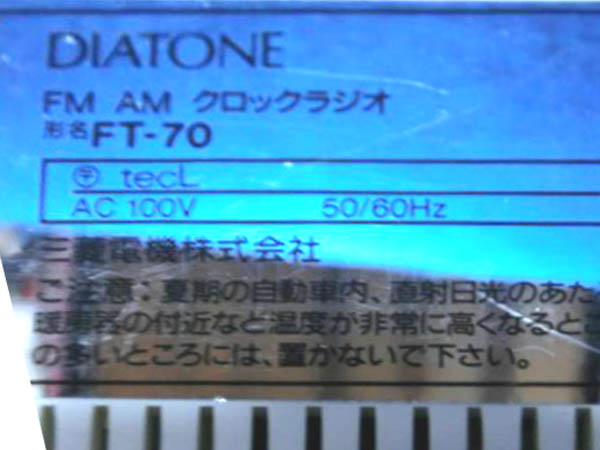 DIATONE
FM AM クロックラジオ
形名 FT-70
〒 tecL
AC 100V 50/60Hz
三菱電機株式会社
ご注意：夏期の自動車内、直射日光のあた
暖房器の付近など温度が非常に高くなるとこ
の多いところには、置かないで下さい。